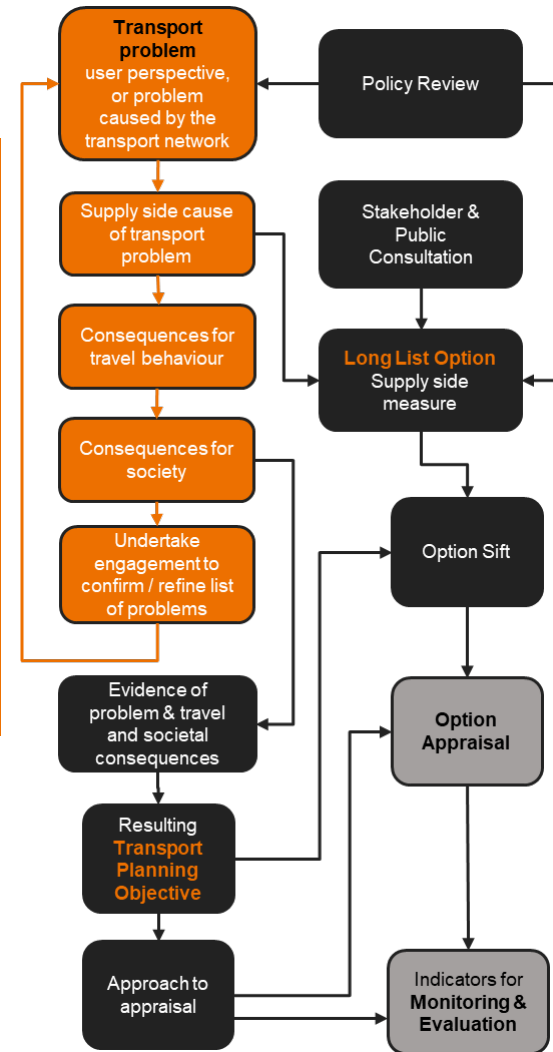 Transport
problem
user perspective,
or problem
caused by the
transport network
Policy Review
Supply side cause
of transport
problem
Stakeholder &
Public
Consultation
Consequences for
travel behaviour
Long List Option
Supply side
measure
Consequences for
society
Undertake
engagement to
confirm / refine list
of problems
Option Sift
Evidence of
problem & travel
and societal
consequences
Option
Appraisal
Resulting
Transport
Planning
Objective
Approach to
appraisal
Indicators for
Monitoring &
Evaluation